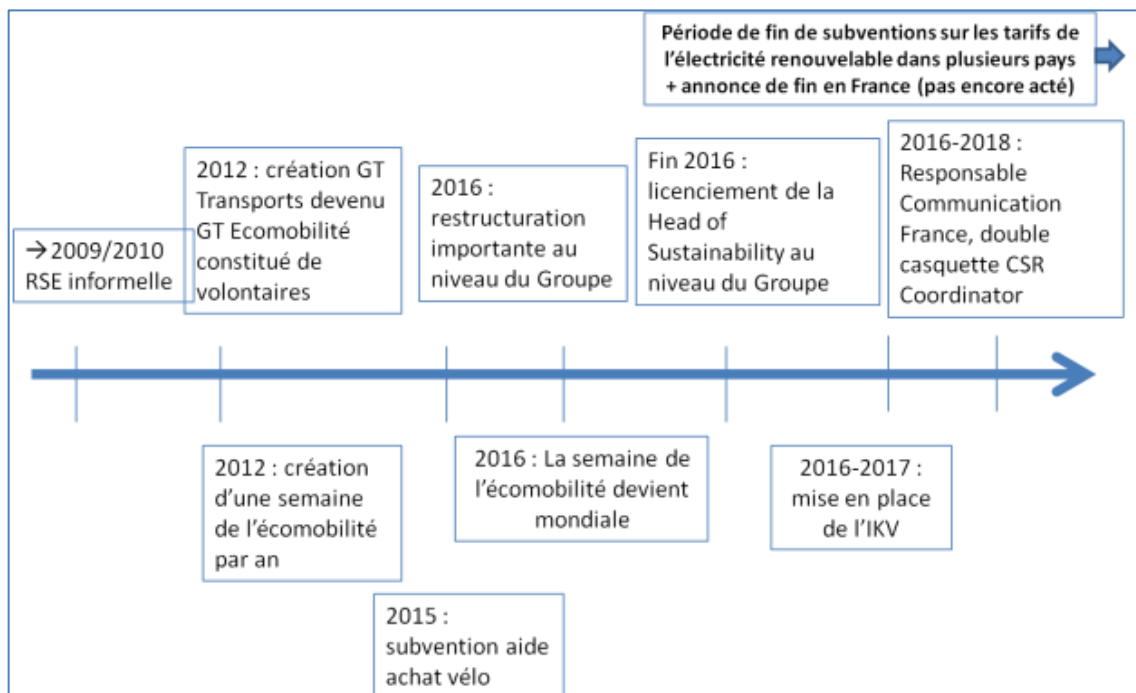 Période de fin de subventions sur les tarifs de
l'électricité renouvelable dans plusieurs pays
+ annonce de fin en France (pas encore acté)
→2009/2010
RSE informelle
2012 : création GT
Transports devenu
GT Ecomobilité
constitué de
volontaires
2016 :
restructuration
importante au
niveau du Groupe
Fin 2016 :
licenciement de la
Head of
Sustainability au
niveau du Groupe
2016-2018 :
Responsable
Communication
France, double
casquette CSR
Coordinator
2012 : création
d'une semaine
de l'écomobilité
par an
2015 :
subvention aide
achat vélo
2016 : La semaine de
l'écomobilité devient
mondiale
2016-2017 :
mise en place
de l'IKV